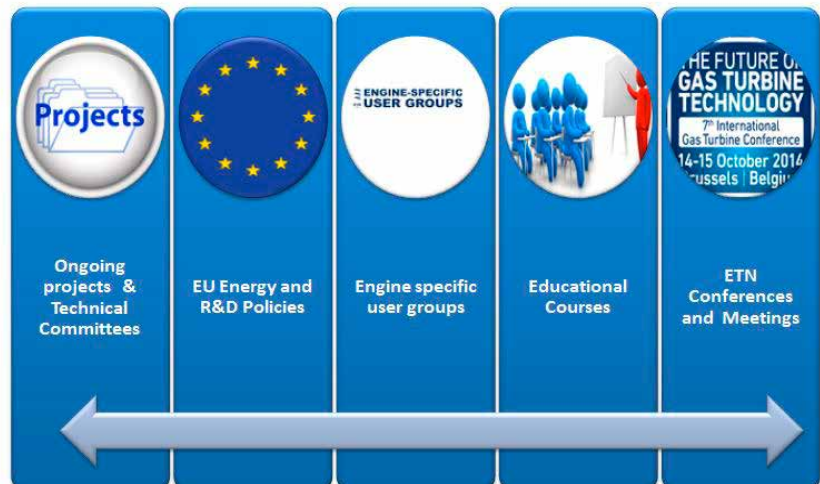 Projects
ENGINE-SPECIFIC
USER GROUPS
THE FUTURE OF
GAS TURBINE
TECHNOLOGY
7th International
Gas Turbine Conference
14-15 October 2014
Brussels | Belgium
Ongoing
projects & 
Technical
Committees
EU Energy and
R&D Policies
Engine specific
user groups
Educational
Courses
ETN
Conferences
and Meetings